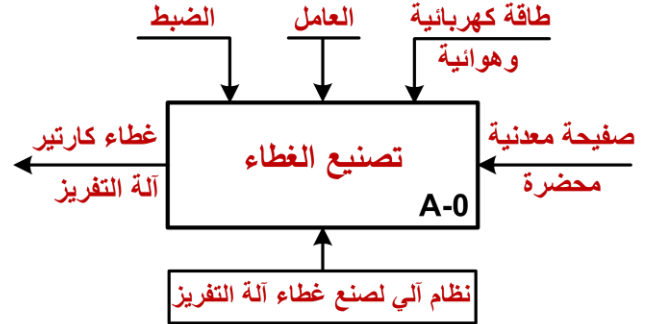 طاقة كهربائية
وهوائية
العامل
الضبط
صفيحة معدنية
محضرة
تصنيع الغطاء
A-0
غطاء كارتير
آلة التفريز
نظام آلي لصنع غطاء آلة التفريز